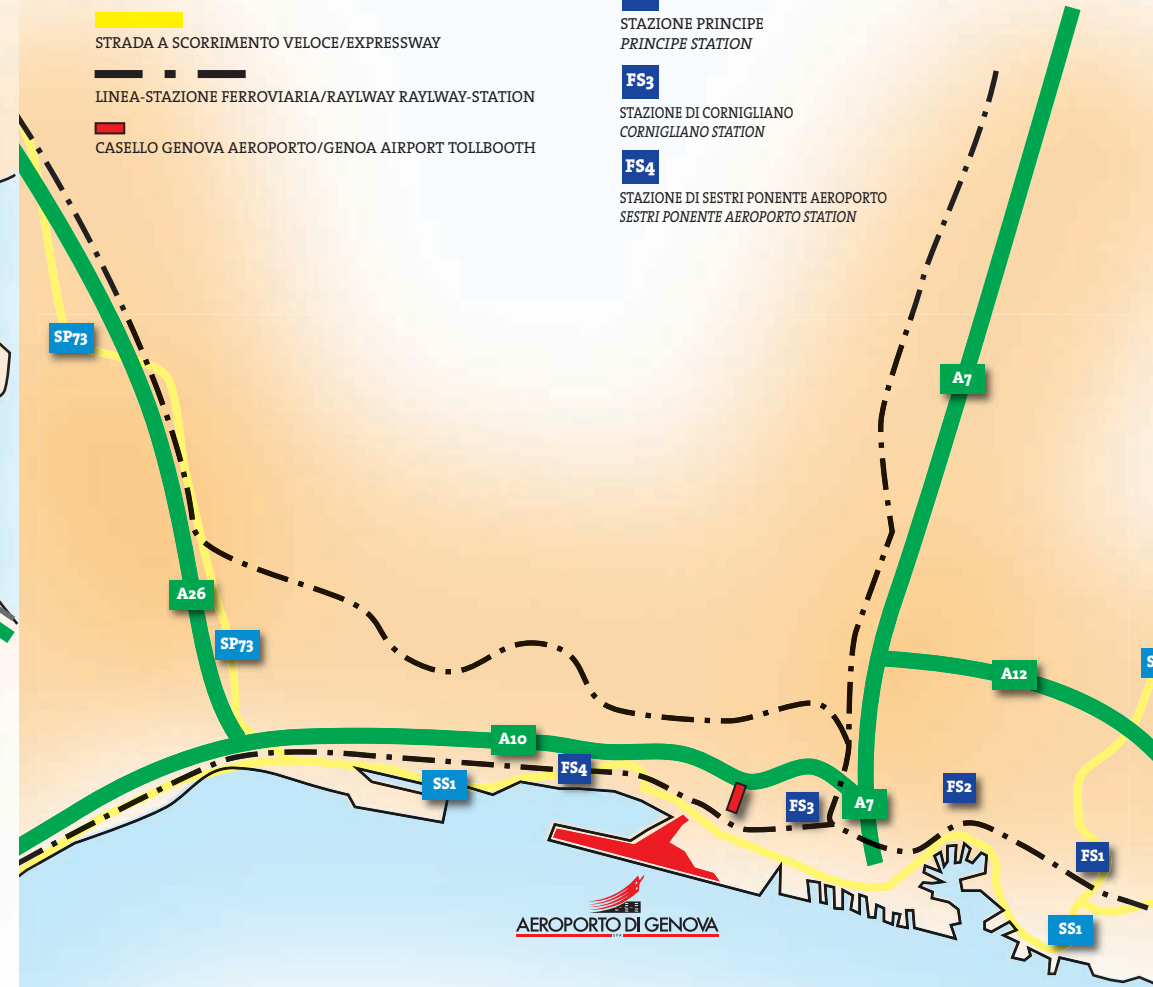 STRADA A SCORRIMENTO VELOCE/EXPRESSWAY
LINEA-STAZIONE FERROVIARIA/RAYLWAY RAYLWAY-STATION
CASELLO GENOVA AEROPORTO/GENOA AIRPORT TOLLBOOTH
STAZIONE PRINCIPE
PRINCIPE STATION
FS3
STAZIONE DI CORNIGLIANO
CORNIGLIANO STATION
FS4
STAZIONE DI SESTRI PONENTE AEROPORTO
SESTRI PONENTE AEROPORTO STATION
SP73
A7
A26
SP73
A12
A10
FS4
SS1
FS3
A7
FS2
FS1
SS1
AEROPORTO DI GENOVA